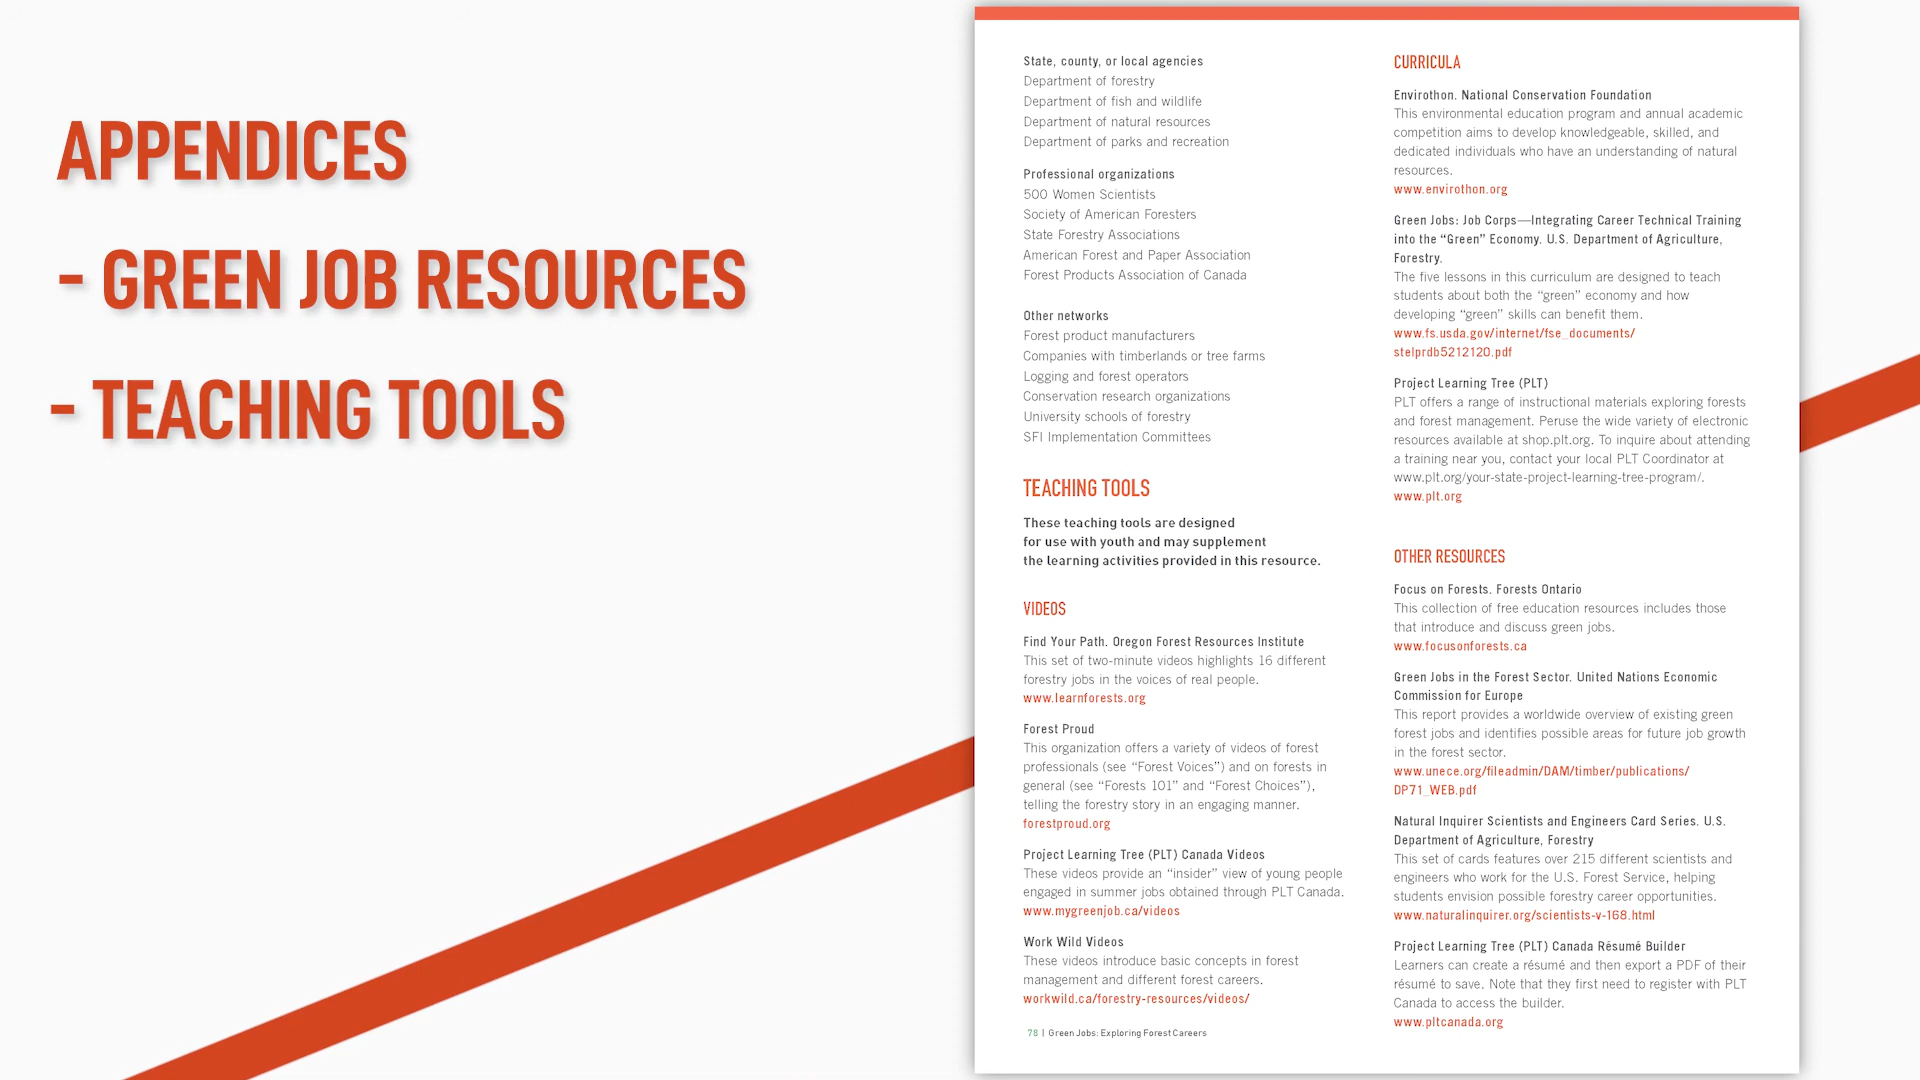 APPENDICES
- GREEN JOB RESOURCES
- TEACHING TOOLS
State, county, or local agencies
Department of forestry
Department of fish and wildlife
Department of natural resources
Department of parks and recreation
Professional organizations
500 Women Scientists
Society of American Foresters
State Forestry Associations
American Forest and Paper Association
Forest Products Association of Canada
Other networks
Forest product manufacturers
Companies with timberlands or tree farms
Logging and forest operators
Conservation research organizations
University schools of forestry
SFI Implementation Committees
TEACHING TOOLS
These teaching tools are designed
for use with youth and may supplement
the learning activities provided in this resource.
VIDEOS
Find Your Path. Oregon Forest Resources Institute
This set of two-minute videos highlights 16 different
forestry jobs in the voices of real people.
www.learnforests.org
Forest Proud
This organization offers a variety of videos of forest
professionals (see “Forest Voices”) and on forests in
general (see “Forests 101” and “Forest Choices”),
telling the forestry story in an engaging manner.
forestproud.org
Project Learning Tree (PLT) Canada Videos
These videos provide an “insider” view of young people
engaged in summer jobs obtained through PLT Canada.
www.mygreenjob.ca/videos
Work Wild Videos
These videos introduce basic concepts in forest
management and different forest careers.
workwild.ca/forestry-resources/videos/
78 | Green Jobs: Exploring Forest Careers
CURRICULA
Envirothon. National Conservation Foundation
This environmental education program and annual academic
competition aims to develop knowledgeable, skilled, and
dedicated individuals who have an understanding of natural
resources.
www.envirothon.org
Green Jobs: Job Corps—Integrating Career Technical Training
into the “Green” Economy. U.S. Department of Agriculture,
Forestry.
The five lessons in this curriculum are designed to teach
students about both the “green” economy and how
developing “green” skills can benefit them.
www.fs.usda.gov/internet/fse_documents/
stelprdb5212120.pdf
Project Learning Tree (PLT)
PLT offers a range of instructional materials exploring forests
and forest management. Peruse the wide variety of electronic
resources available at shop.plt.org. To inquire about attending
a training near you, contact your local PLT Coordinator at
www.plt.org/your-state-project-learning-tree-program/.
www.plt.org
OTHER RESOURCES
Focus on Forests. Forests Ontario
This collection of free education resources includes those
that introduce and discuss green jobs.
www.focusonforests.ca
Green Jobs in the Forest Sector. United Nations Economic
Commission for Europe
This report provides a worldwide overview of existing green
forest jobs and identifies possible areas for future job growth
in the forest sector.
www.unece.org/fileadmin/DAM/timber/publications/
DP71_WEB.pdf
Natural Inquirer Scientists and Engineers Card Series. U.S.
Department of Agriculture, Forestry
This set of cards features over 215 different scientists and
engineers who work for the U.S. Forest Service, helping
students envision possible forestry career opportunities.
www.naturalinquirer.org/scientists-v-168.html
Project Learning Tree (PLT) Canada Résumé Builder
Learners can create a résumé and then export a PDF of their
résumé to save. Note that they first need to register with PLT
Canada to access the builder.
www.pltcanada.org